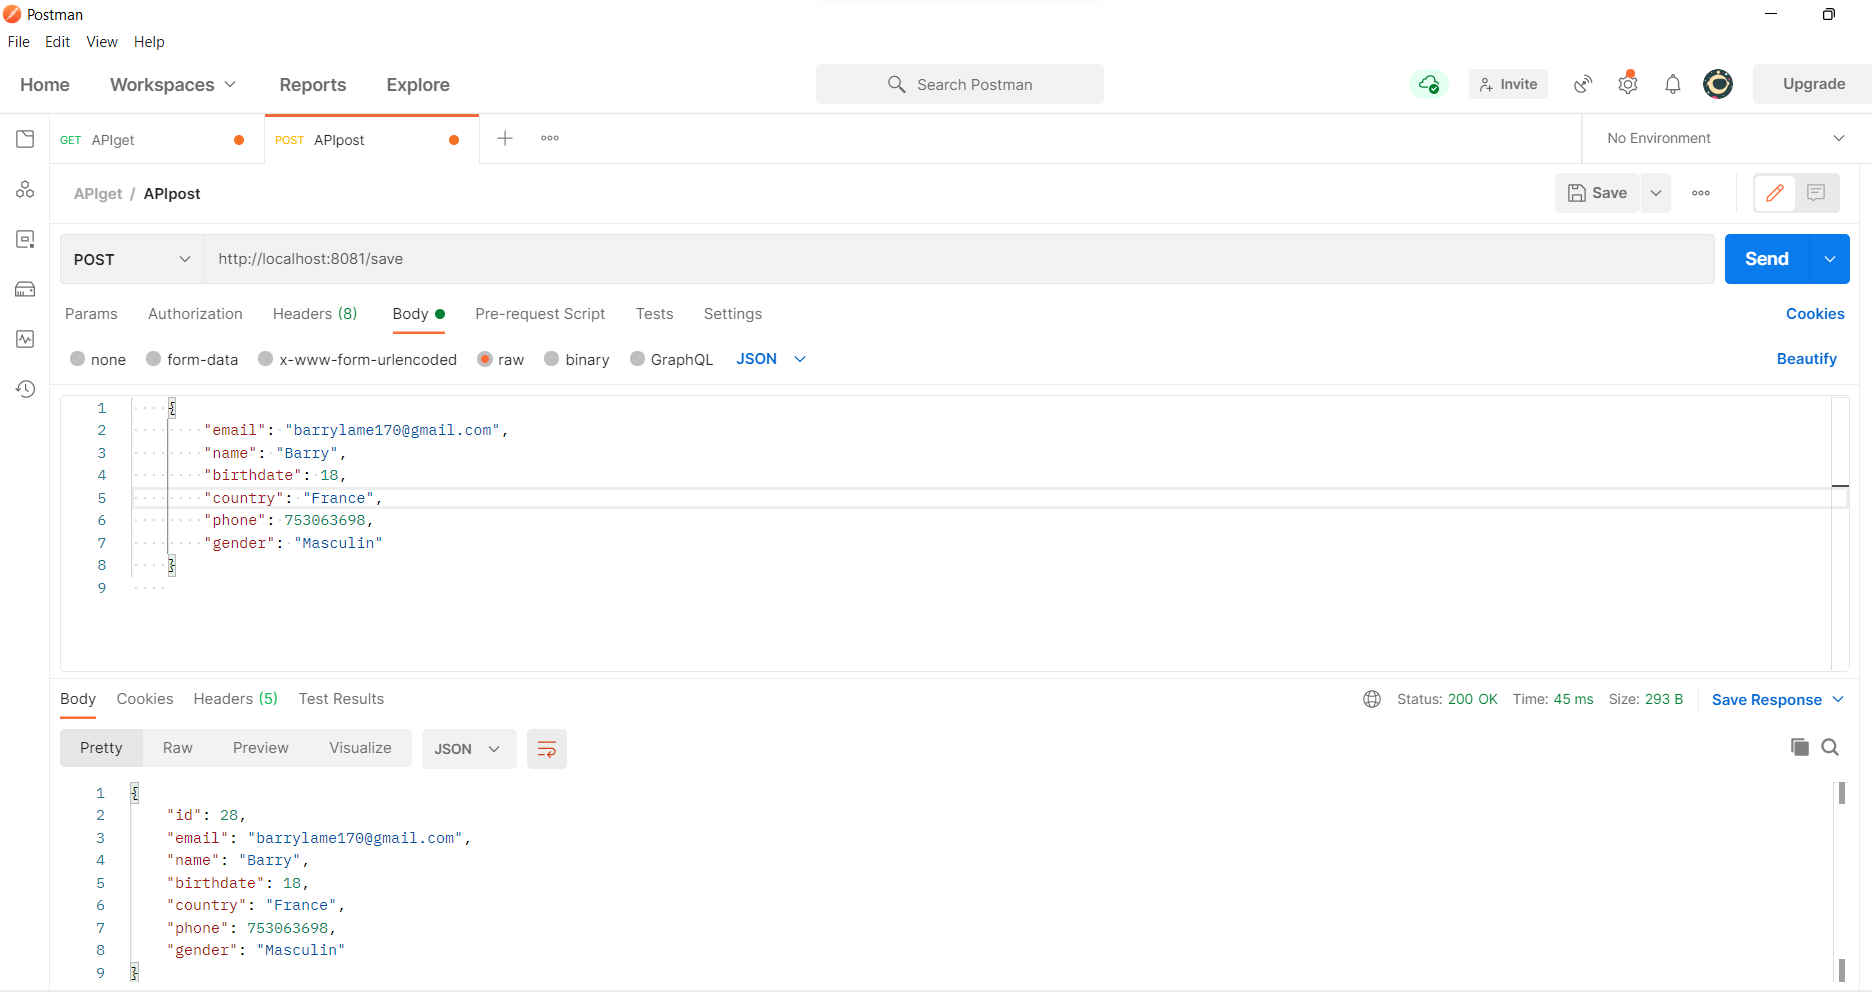 Postman
File Edit View Help
Home Workspaces Reports Explore Search Postman Invite Upgrade
GET APIget POST APIpost No Environment
APIget / APIpost Save
POST http://localhost:8081/save Send
Params Authorization Headers (8) Body Pre-request Script Tests Settings Cookies
none form-data x-www-form-urlencoded raw binary GraphQL JSON Beautify
1 {
2 "email": "barrylame170@gmail.com",
3 "name": "Barry",
4 "birthdate": 18,
5 "country": "France",
6 "phone": 753063698,
7 "gender": "Masculin"
8 }
9
Body Cookies Headers (5) Test Results Status: 200 OK Time: 45 ms Size: 293 B Save Response
Pretty Raw Preview Visualize JSON
1 {
2 "id": 28,
3 "email": "barrylame170@gmail.com",
4 "name": "Barry",
5 "birthdate": 18,
6 "country": "France",
7 "phone": 753063698,
8 "gender": "Masculin"
9 }